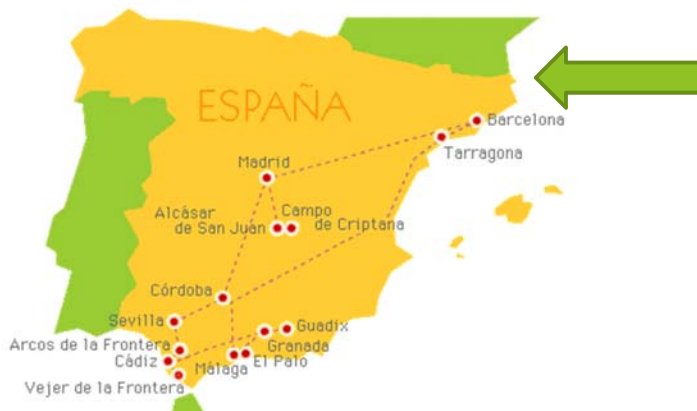 ESPAÑA
Barcelona
Tarragona
Madrid
Alcásar
de San Juán
Campo
de Criptana
Córdoba
Sevilla
Guadix
Granada
Arcos de la Frontera
Cádiz
Málaga
El Palo
Vejer de la Frontera